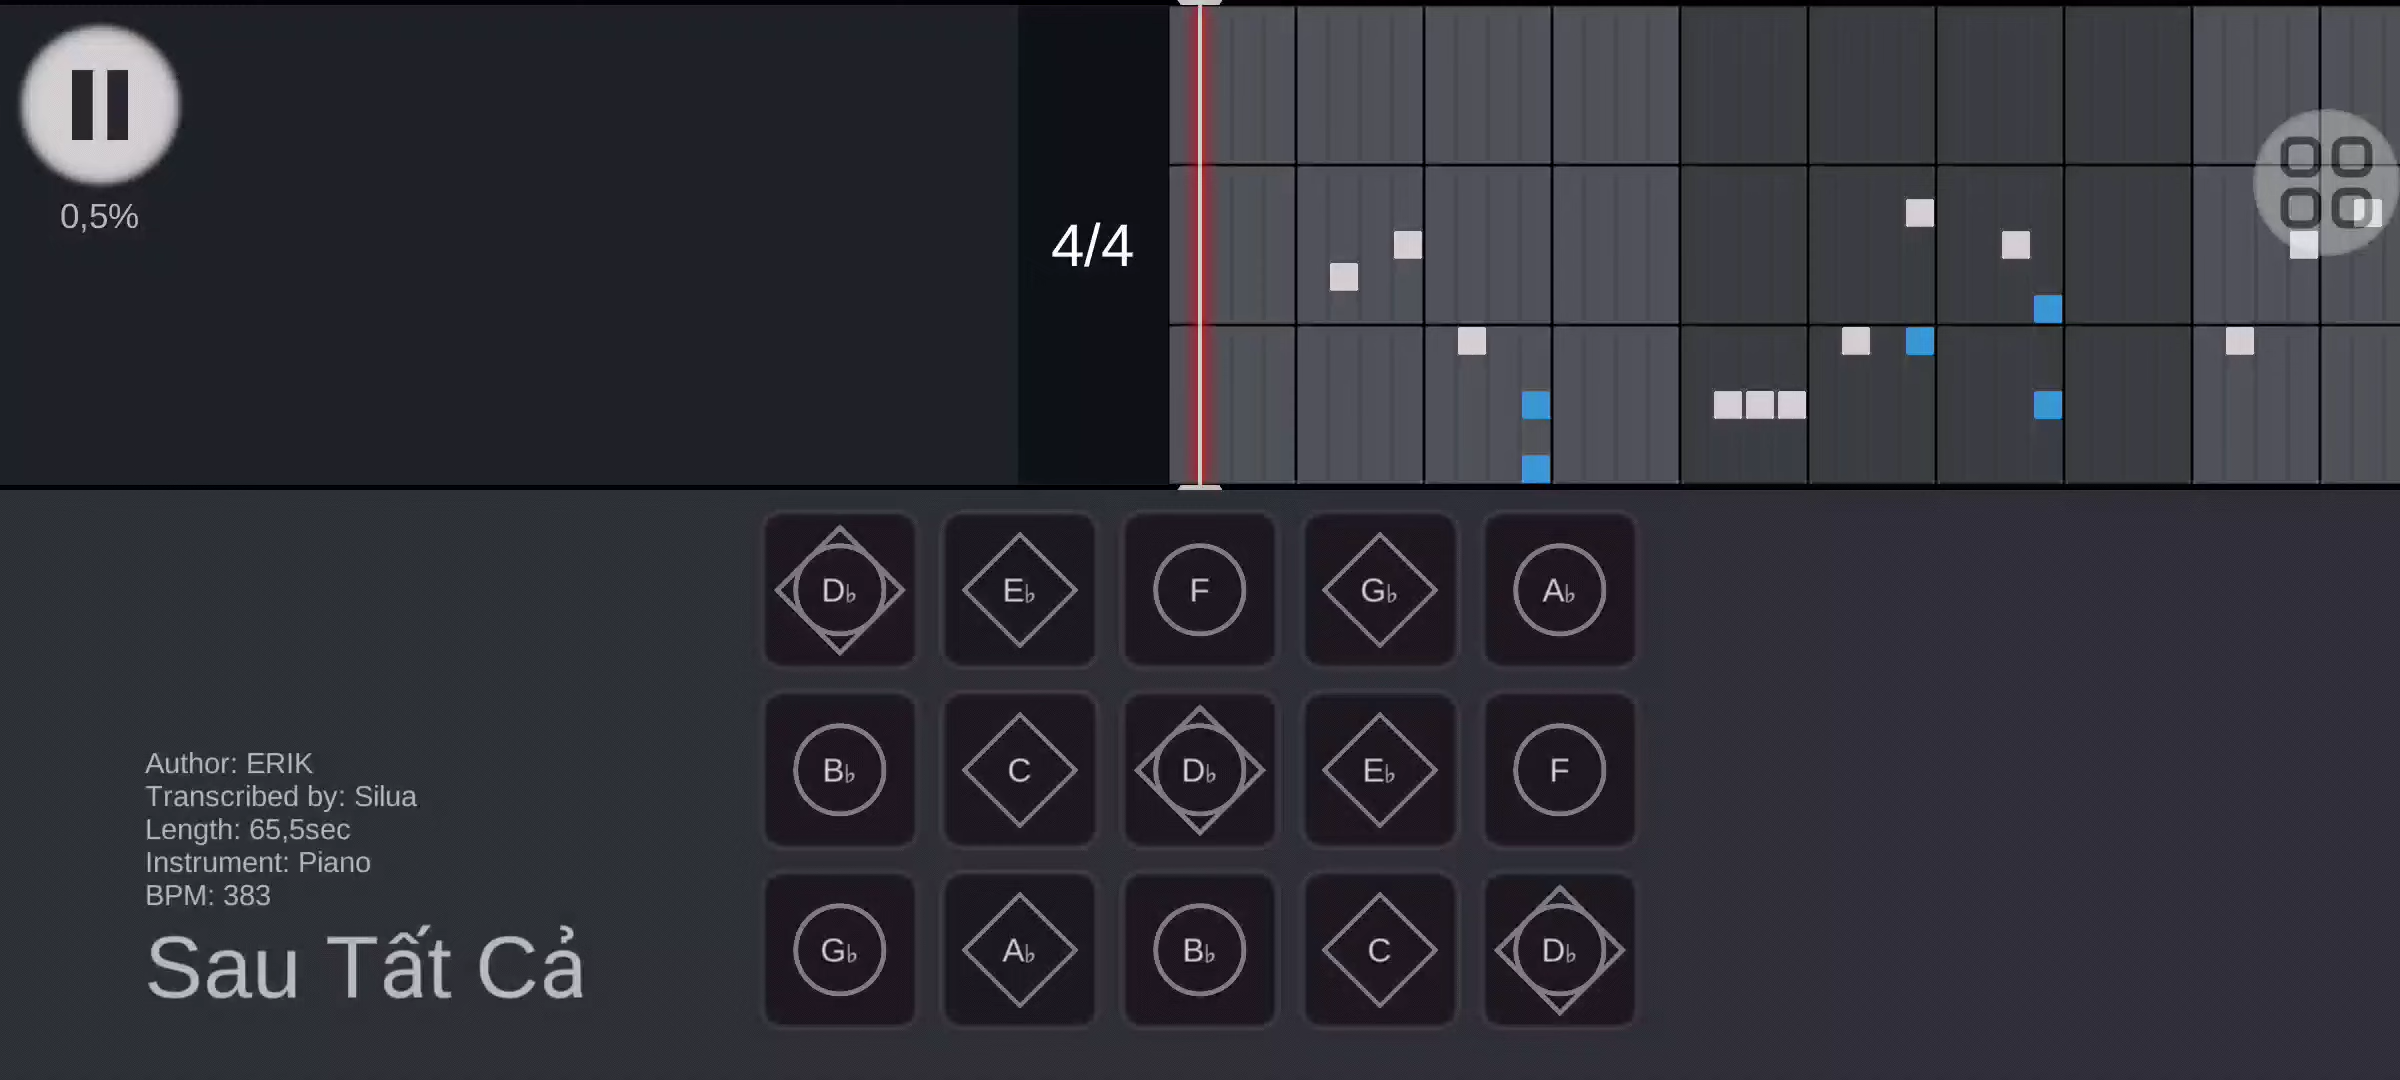 0,5%
4/4
D♭ E♭ F G♭ A♭
B♭ C D♭ E♭ F
G♭ A♭ B♭ C D♭
Author: ERIK
Transcribed by: Silua
Length: 65,5sec
Instrument: Piano
BPM: 383
Sau Tất Cả